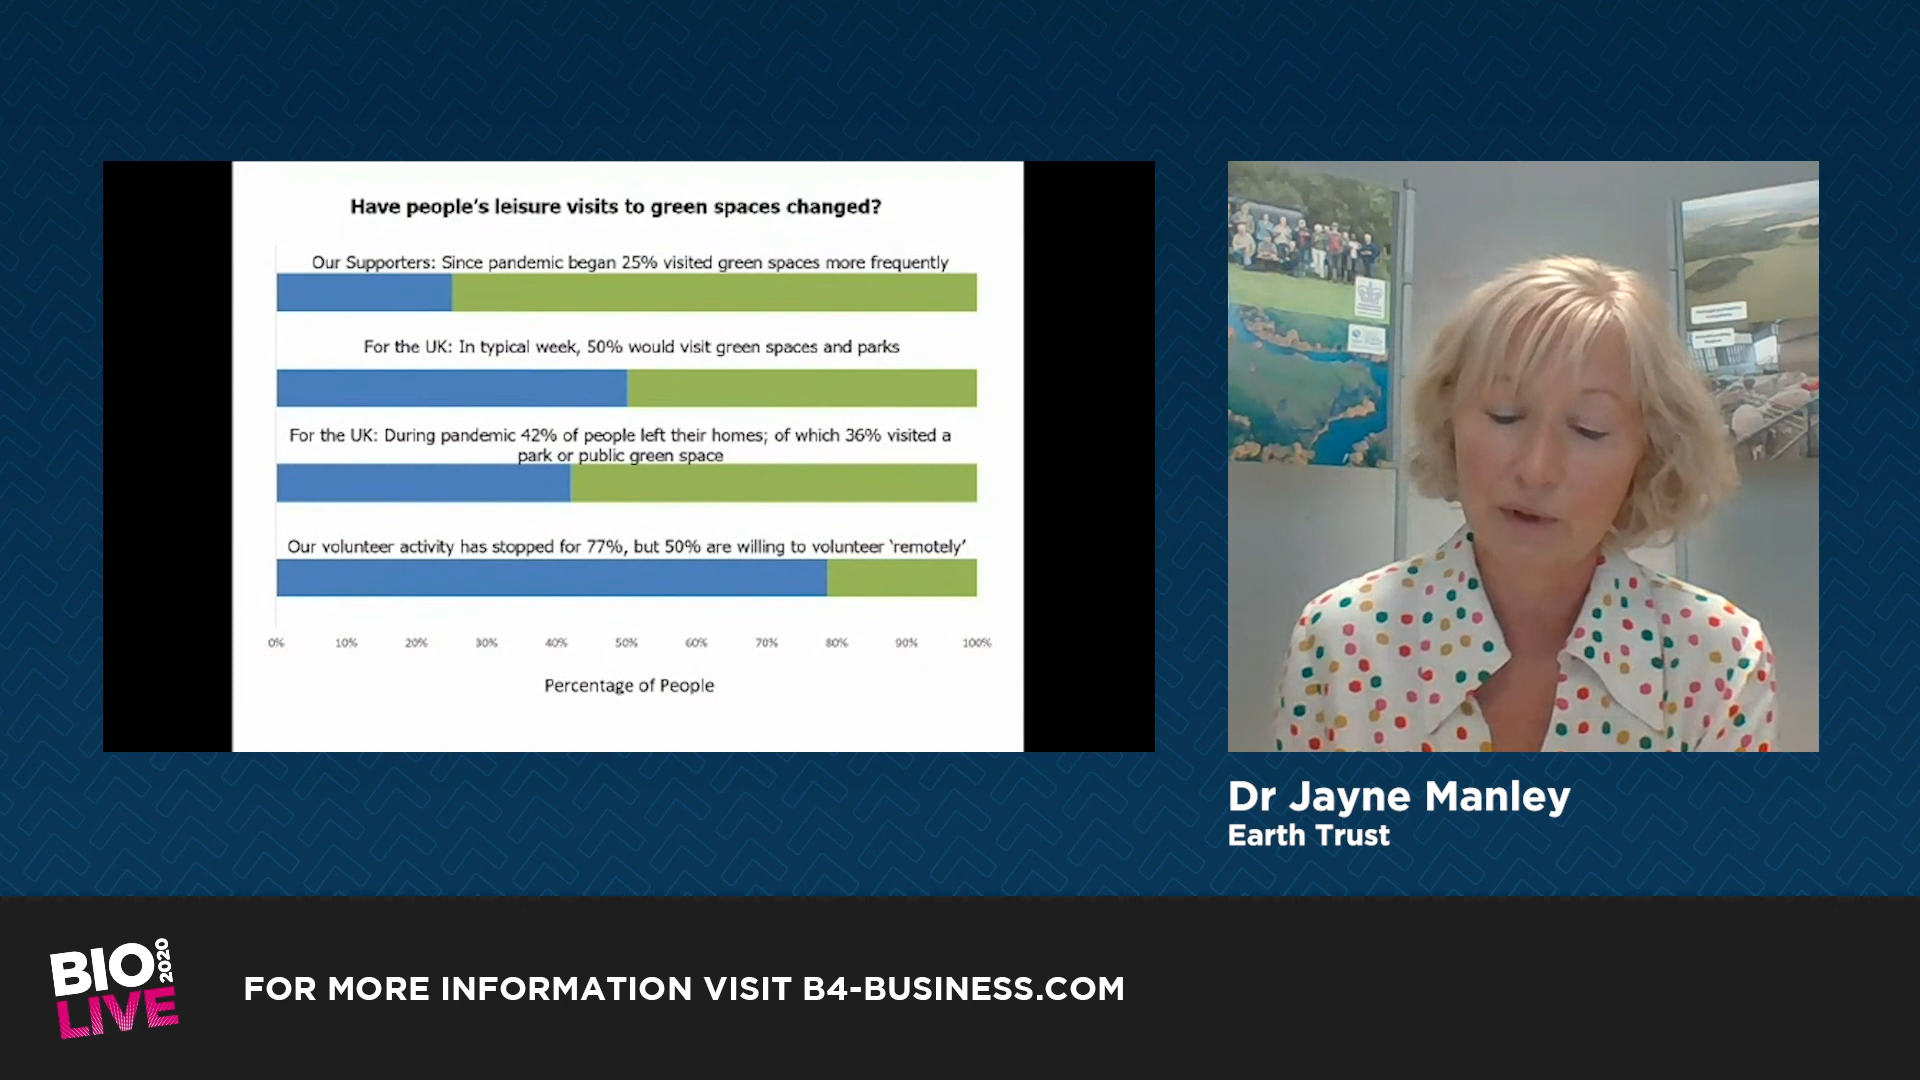 Have people's leisure visits to green spaces changed?
Our Supporters: Since pandemic began 25% visited green spaces more frequently
For the UK: In typical week, 50% would visit green spaces and parks
For the UK: During pandemic 42% of people left their homes; of which 36% visited a
park or public green space
Our volunteer activity has stopped for 77%, but 50% are willing to volunteer ‘remotely’
0% 10% 20% 30% 40% 50% 60% 70% 80% 90% 100%
Percentage of People
Dr Jayne Manley
Earth Trust
BIO 2020
LIVE
FOR MORE INFORMATION VISIT B4-BUSINESS.COM